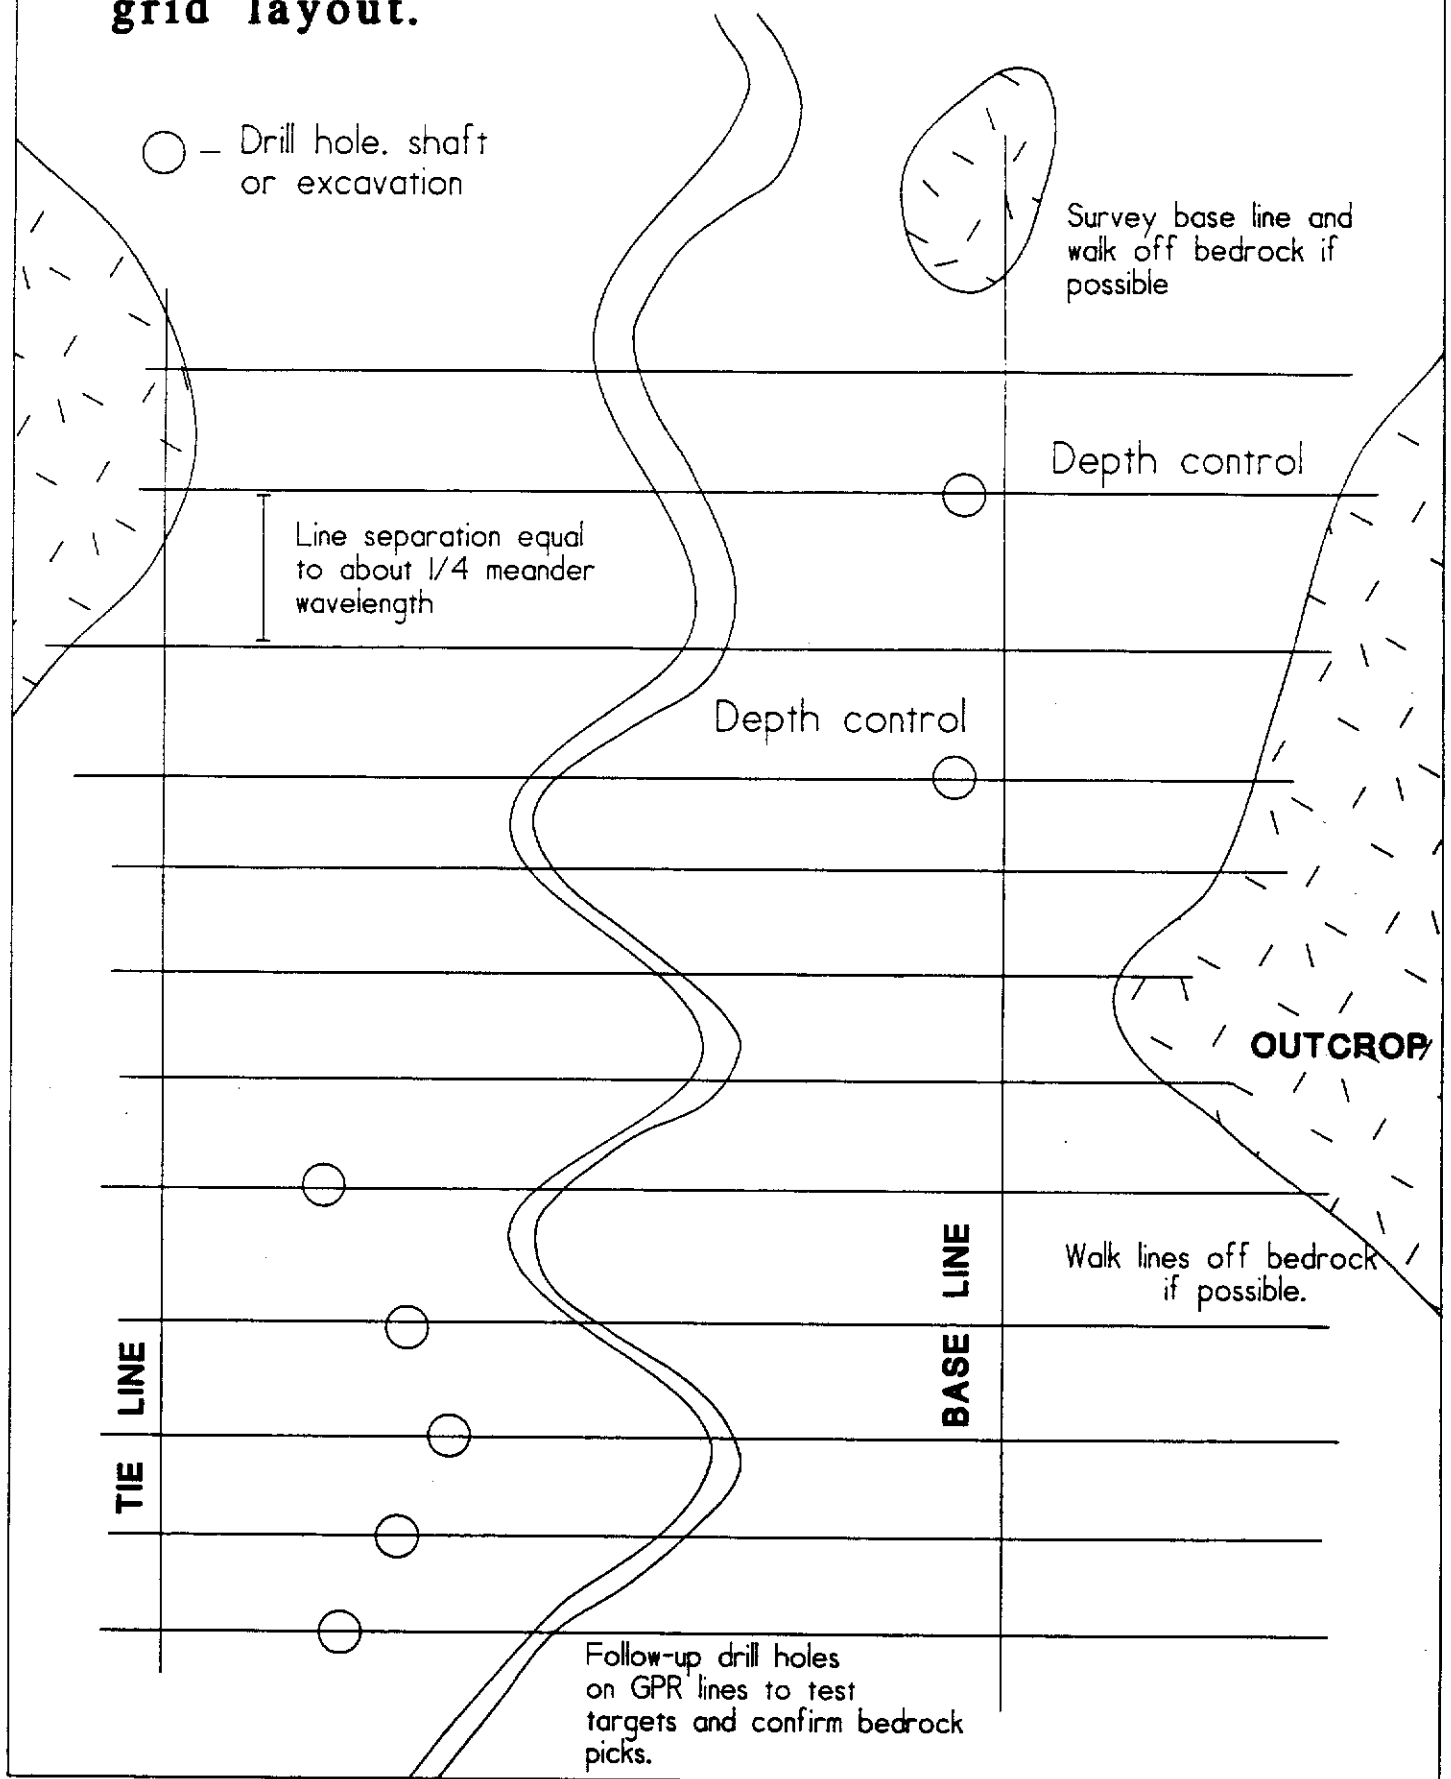 grid layout.
– Drill hole. shaft
or excavation
Survey base line and
walk off bedrock if
possible
Depth control
Line separation equal
to about 1/4 meander
wavelength
Depth control
OUTCROP
Walk lines off bedrock
if possible.
BASE LINE
TIE LINE
Follow-up drill holes
on GPR lines to test
targets and confirm bedrock
picks.